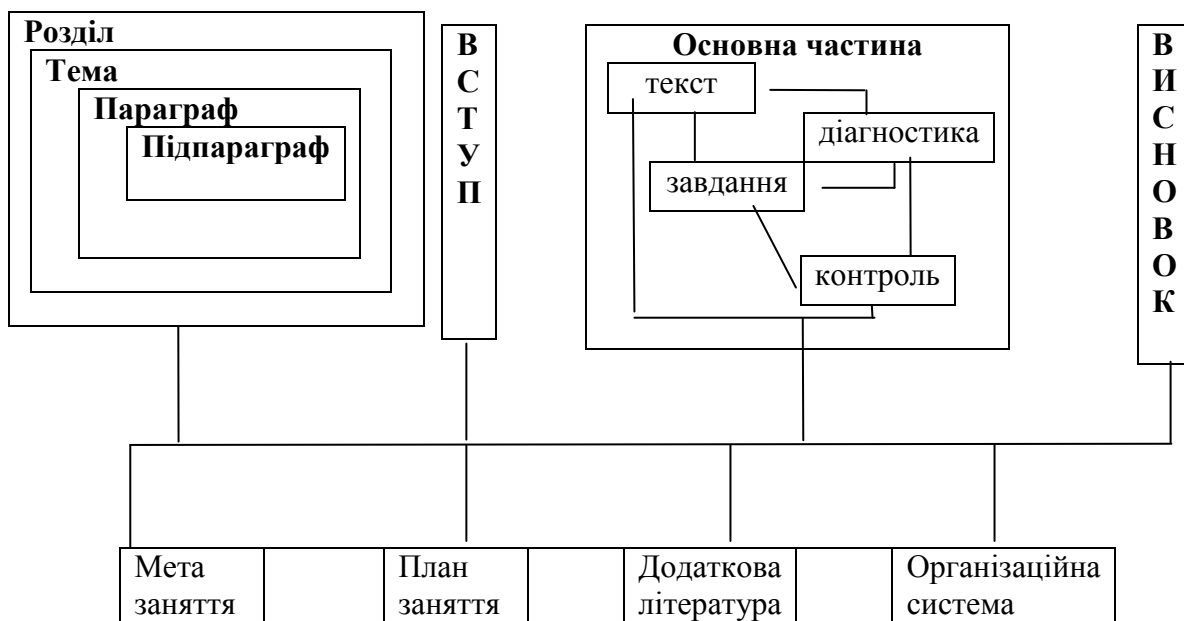 Розділ
Тема
Параграф
Підпараграф
В
С
Т
У
П
Основна частина
текст
діагностика
завдання
контроль
В
И
С
Н
О
В
О
К
Мета
заняття
План
заняття
Додаткова
література
Організаційна
система